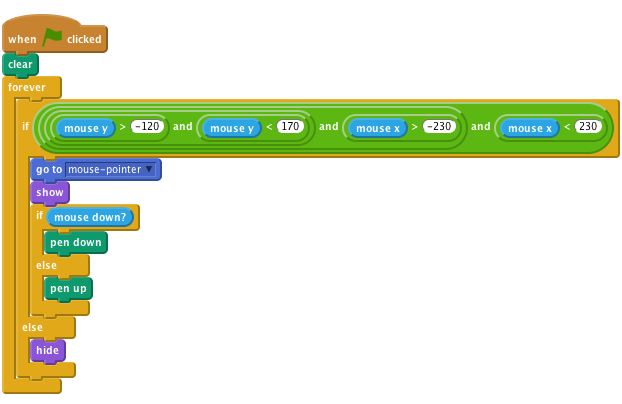 when clicked
clear
forever
if mouse y > -120 and mouse y < 170 and mouse x > -230 and mouse x < 230
go to mouse-pointer
show
if mouse down?
pen down
else
pen up
else
hide